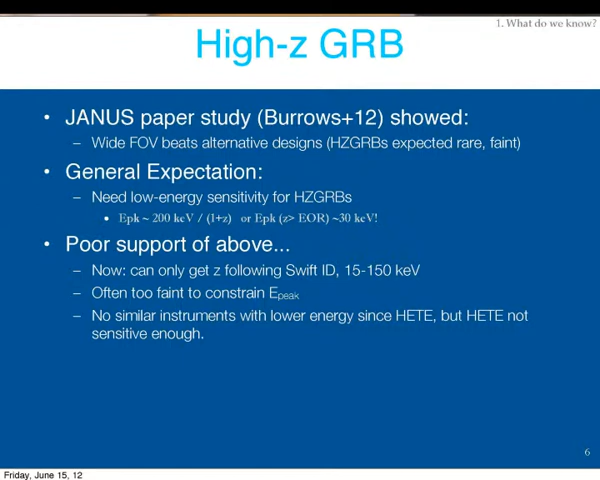 1. What do we know?
High-z GRB
• JANUS paper study (Burrows+12) showed:
– Wide FOV beats alternative designs (HZGRBs expected rare, faint)
• General Expectation:
– Need low-energy sensitivity for HZGRBs
• Epk ~ 200 keV / (1+z) or Epk (z> EOR) ~30 keV!
• Poor support of above...
– Now: can only get z following Swift ID, 15-150 keV
– Often too faint to constrain Epeak
– No similar instruments with lower energy since HETE, but HETE not
sensitive enough.
6
Friday, June 15, 12